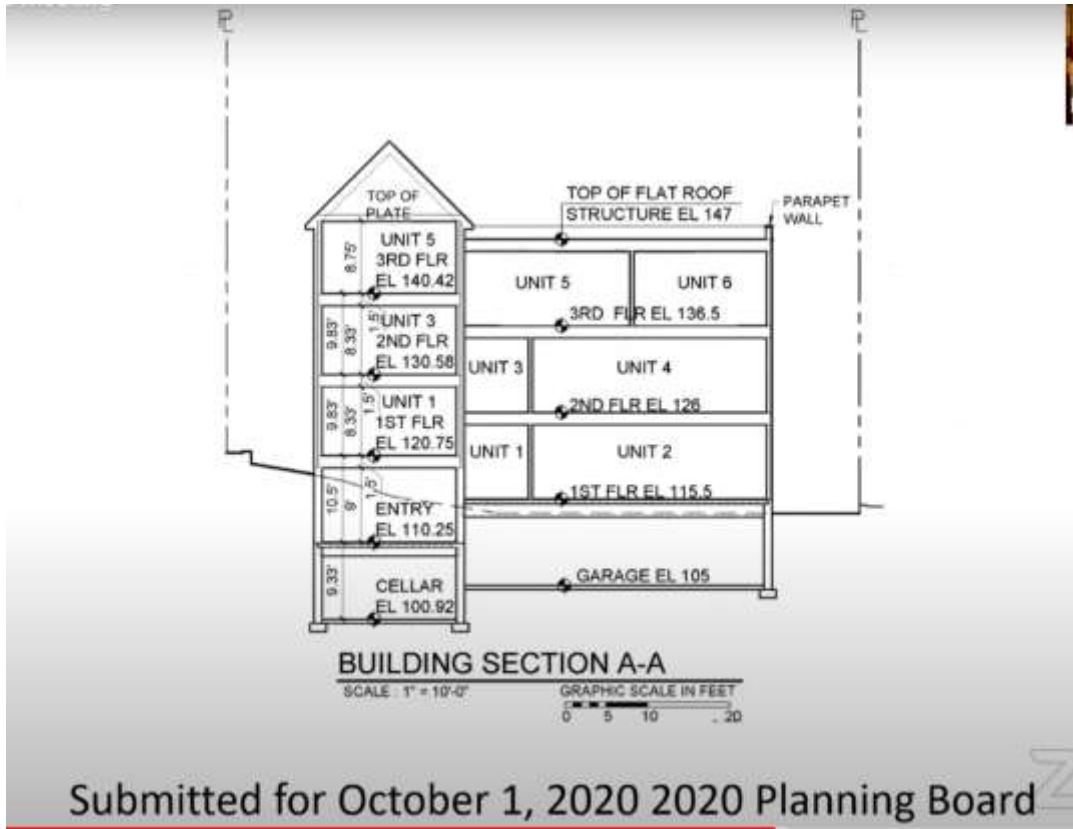 PL
PL
TOP OF
PLATE
TOP OF FLAT ROOF
STRUCTURE EL 147
PARAPET
WALL
8.75'
UNIT 5
3RD FLR
EL 140.42
UNIT 5
UNIT 6
3RD FLR EL 136.5
9.83'
8.33'
1.5'
UNIT 3
2ND FLR
EL 130.58
UNIT 3
UNIT 4
2ND FLR EL 126
9.83'
8.33'
1.5'
UNIT 1
1ST FLR
EL 120.75
UNIT 1
UNIT 2
1ST FLR EL 115.5
10.5'
9'
1.5'
ENTRY
EL 110.25
GARAGE EL 105
9.33'
CELLAR
EL 100.92
BUILDING SECTION A-A
SCALE : 1" = 10'-0"
GRAPHIC SCALE IN FEET
0 5 10 20
Submitted for October 1, 2020 2020 Planning Board